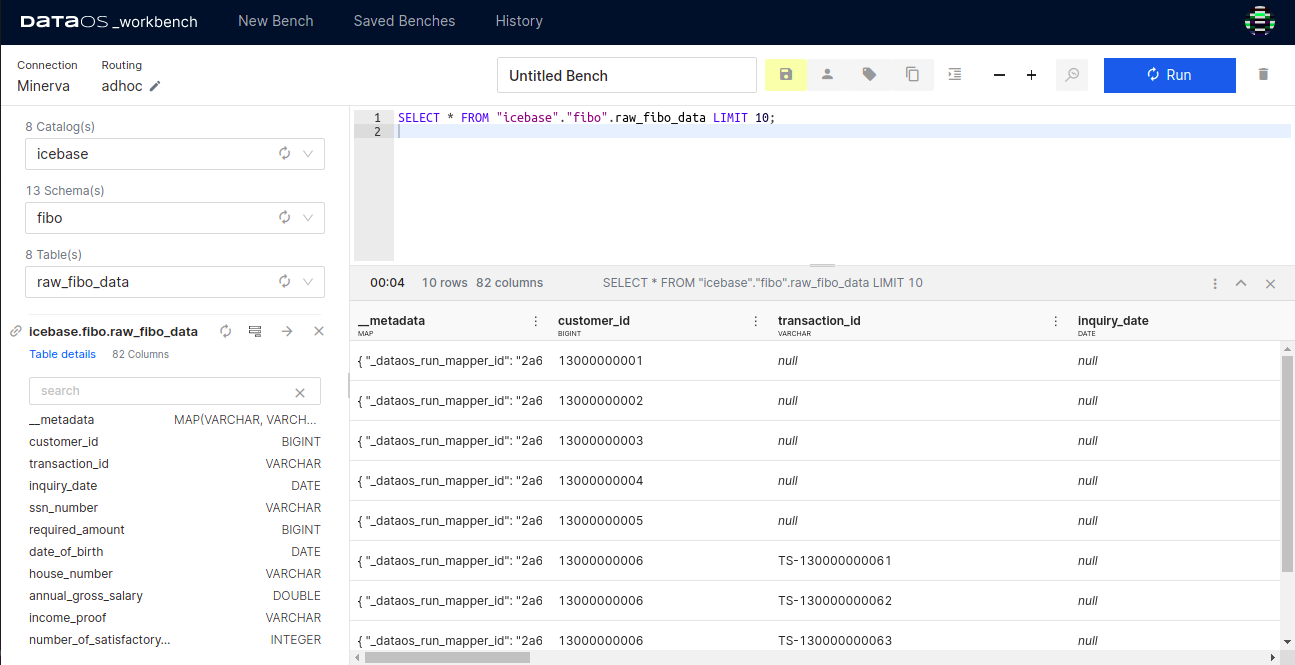 DATAOS _workbench New Bench Saved Benches History
Connection Routing
Minerva adhoc
Untitled Bench
Run
8 Catalog(s)
icebase
13 Schema(s)
fibo
8 Table(s)
raw_fibo_data
icebase.fibo.raw_fibo_data
Table details 82 Columns
search
__metadata MAP(VARCHAR, VARCH...
customer_id BIGINT
transaction_id VARCHAR
inquiry_date DATE
ssn_number VARCHAR
required_amount BIGINT
date_of_birth DATE
house_number VARCHAR
annual_gross_salary DOUBLE
income_proof VARCHAR
number_of_satisfactory... INTEGER
1 SELECT * FROM "icebase"."fibo".raw_fibo_data LIMIT 10;
2
00:04 10 rows 82 columns SELECT * FROM "icebase"."fibo".raw_fibo_data LIMIT 10
__metadata customer_id transaction_id inquiry_date
MAP BIGINT VARCHAR DATE
{ "_dataos_run_mapper_id": "2a6 13000000001 null null
{ "_dataos_run_mapper_id": "2a6 13000000002 null null
{ "_dataos_run_mapper_id": "2a6 13000000003 null null
{ "_dataos_run_mapper_id": "2a6 13000000004 null null
{ "_dataos_run_mapper_id": "2a6 13000000005 null null
{ "_dataos_run_mapper_id": "2a6 13000000006 TS-130000000061 null
{ "_dataos_run_mapper_id": "2a6 13000000006 TS-130000000062 null
{ "_dataos_run_mapper_id": "2a6 13000000006 TS-130000000063 null